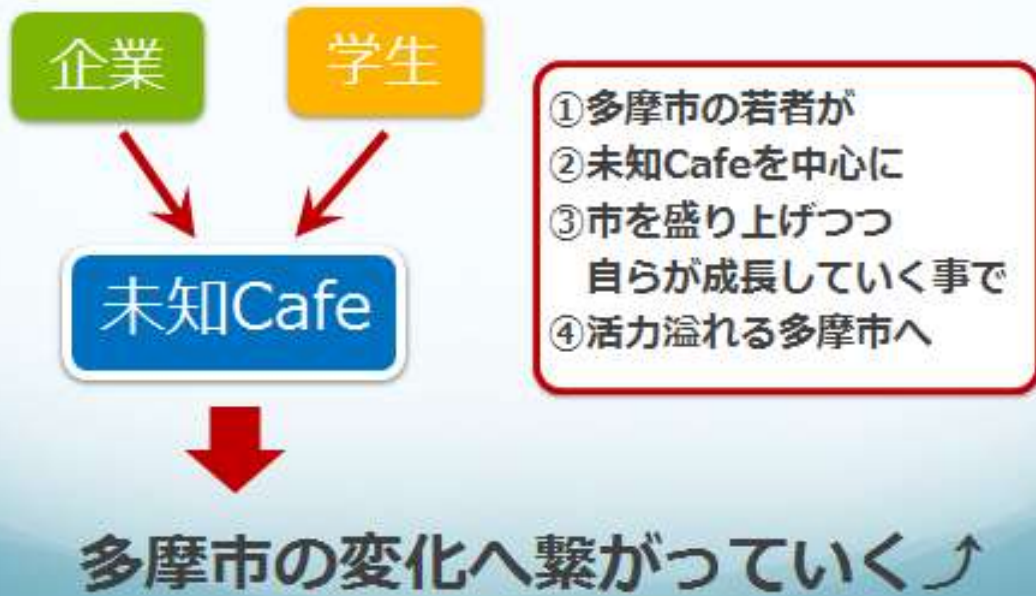 企業
学生
未知Cafe
①多摩市の若者が
②未知Cafeを中心に
③市を盛り上げつつ
自らが成長していく事で
④活力溢れる多摩市へ
多摩市の変化へ繋がっていく⤴